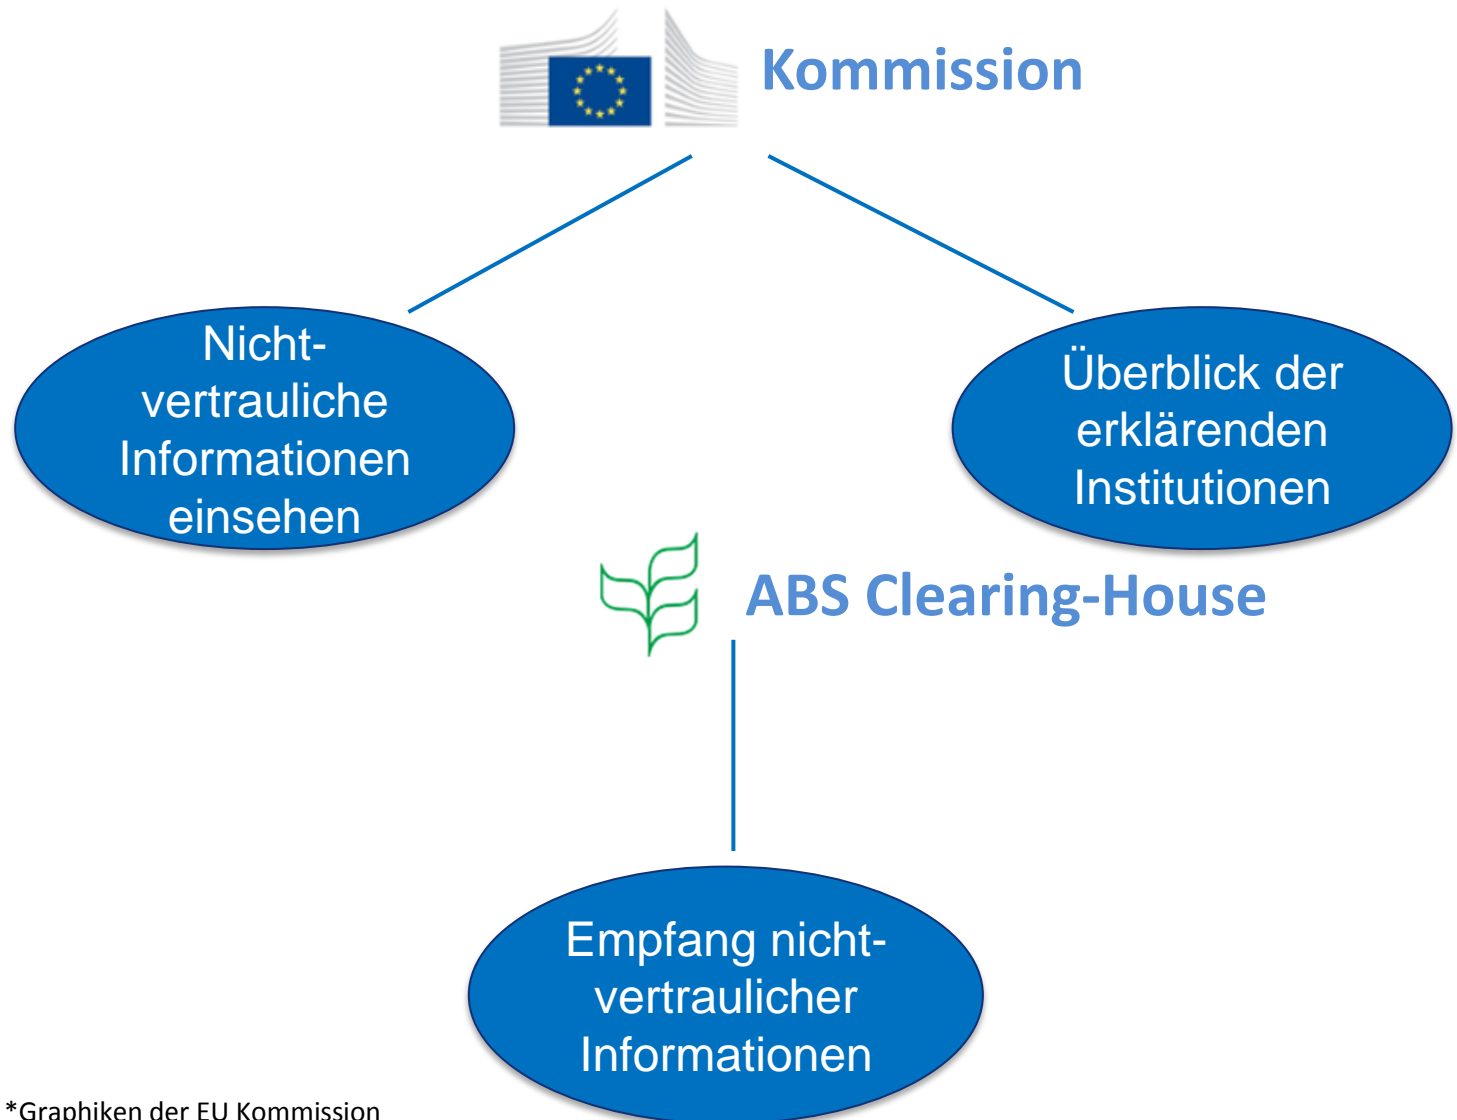 Kommission
Nicht-
vertrauliche
Informationen
einsehen
Überblick der
erklärenden
Institutionen
ABS Clearing-House
Empfang nicht-
vertraulicher
Informationen
*Graphiken der EU Kommission